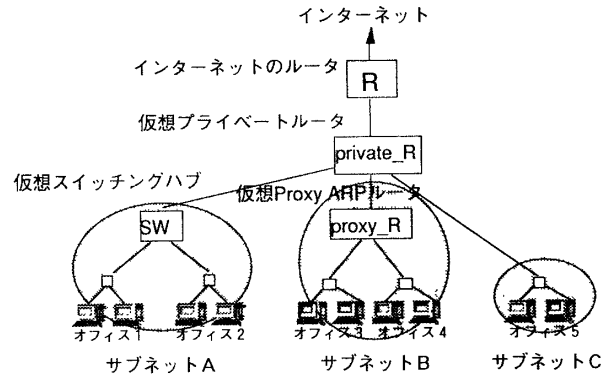 インターネット
インターネットのルータ
R
仮想プライベートルータ
private_R
仮想スイッチングハブ
仮想Proxy ARPルータ
SW
proxy_R
オフィス1
オフィス2
オフィス3
オフィス4
オフィス5
サブネットA
サブネットB
サブネットC